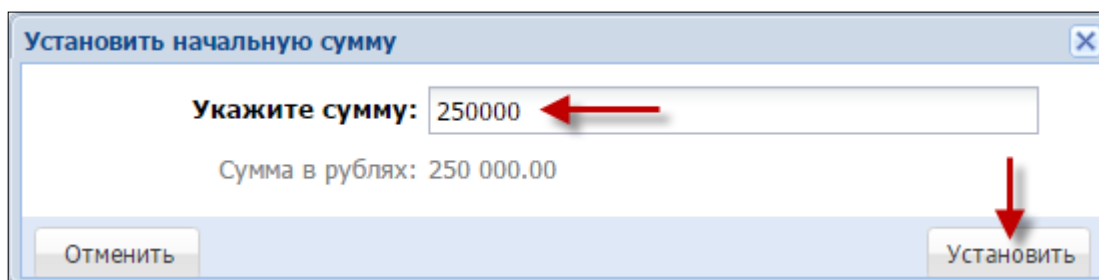 Установить начальную сумму
Укажите сумму: 250000
Сумма в рублях: 250 000.00
Отменить Установить